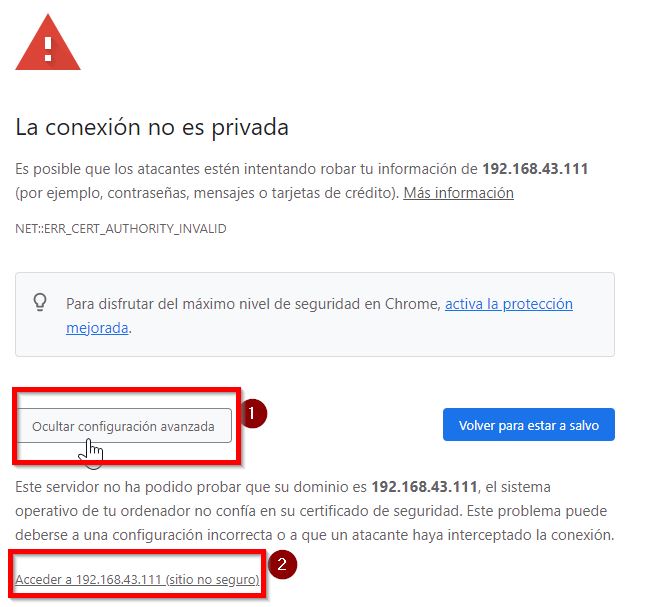 La conexión no es privada
Es posible que los atacantes estén intentando robar tu información de 192.168.43.111
(por ejemplo, contraseñas, mensajes o tarjetas de crédito). Más información
NET::ERR_CERT_AUTHORITY_INVALID
Para disfrutar del máximo nivel de seguridad en Chrome, activa la protección
mejorada.
Ocultar configuración avanzada
1
Volver para estar a salvo
Este servidor no ha podido probar que su dominio es 192.168.43.111, el sistema
operativo de tu ordenador no confía en su certificado de seguridad. Este problema puede
deberse a una configuración incorrecta o a que un atacante haya interceptado la conexión.
2
Acceder a 192.168.43.111 (sitio no seguro)